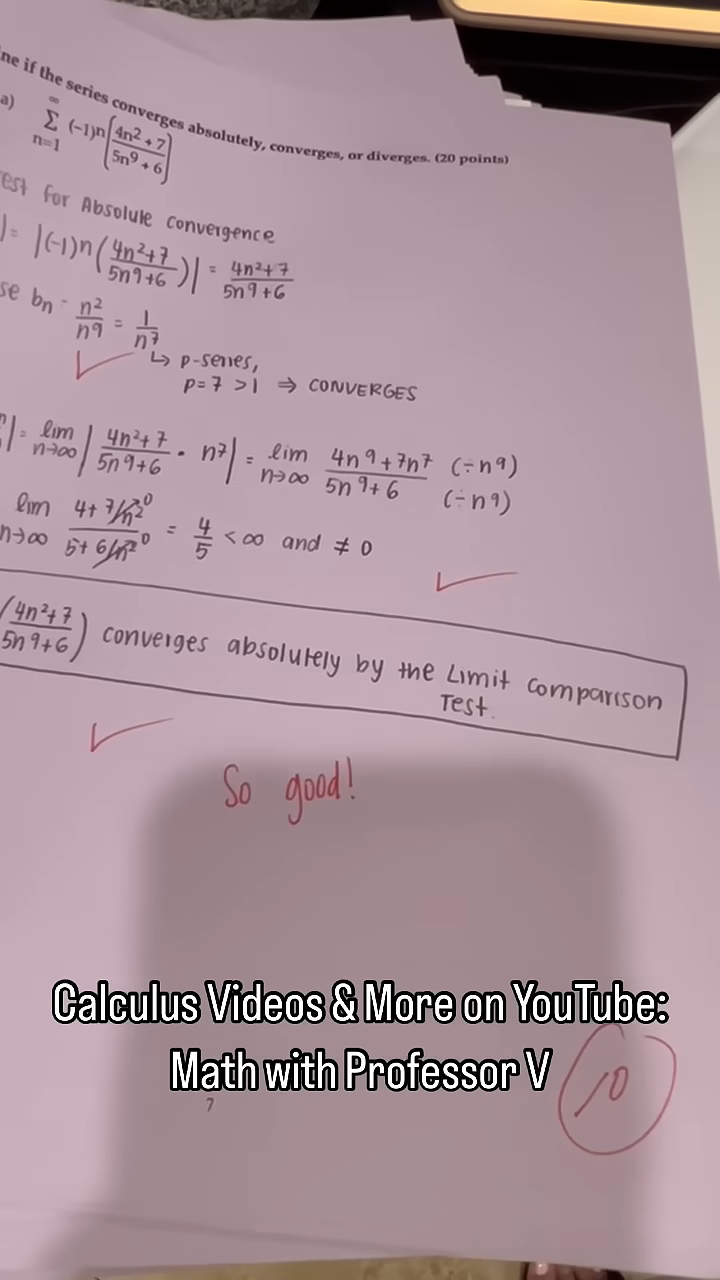 ne if the series converges absolutely, converges, or diverges. (20 points)
a) ∞ Σ n=1 (-1)n(4n²+7 / 5n⁹+6)
est for Absolute Convergence
|= |(-1)n(4n²+7 / 5n9+6)| = 4n²+7 / 5n9+6
se bn = n² / n9 = 1 / n⁷
↳ p-series,
p=7 >1 ⇒ CONVERGES
n| = lim n→∞ | 4n²+7 / 5n9+6 · n⁷| = lim n→∞ 4n⁹+7n⁷ (÷n⁹) / 5n⁹+6 (÷n⁹)
lim n→∞ 4+7/n²⁰ / 5+6/n²⁰ = 4/5 <∞ and ≠ 0
(4n²+7 / 5n9+6) converges absolutely by the Limit Comparison
Test.
So good!
Calculus Videos & More on YouTube:
Math with Professor V
10
7